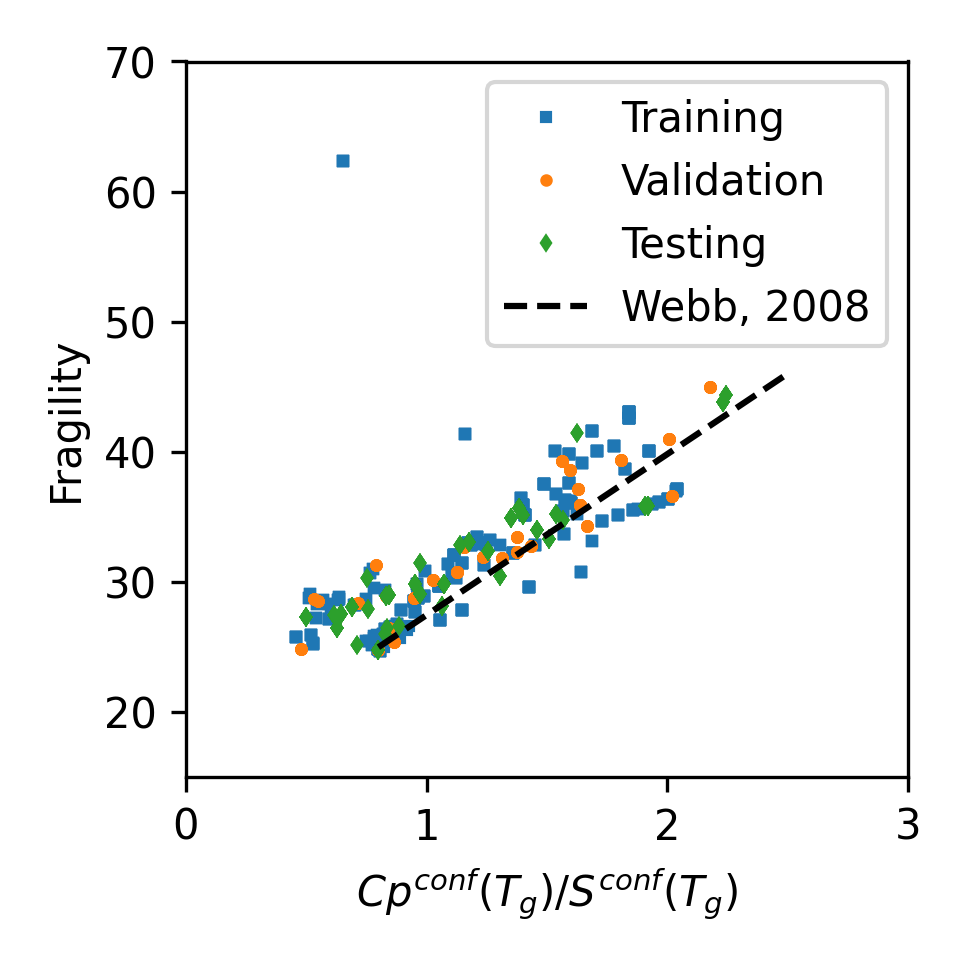 70
60
50
40
30
20
Fragility
Training
Validation
Testing
Webb, 2008
0 1 2 3
Cp^{conf}(T_g)/S^{conf}(T_g)